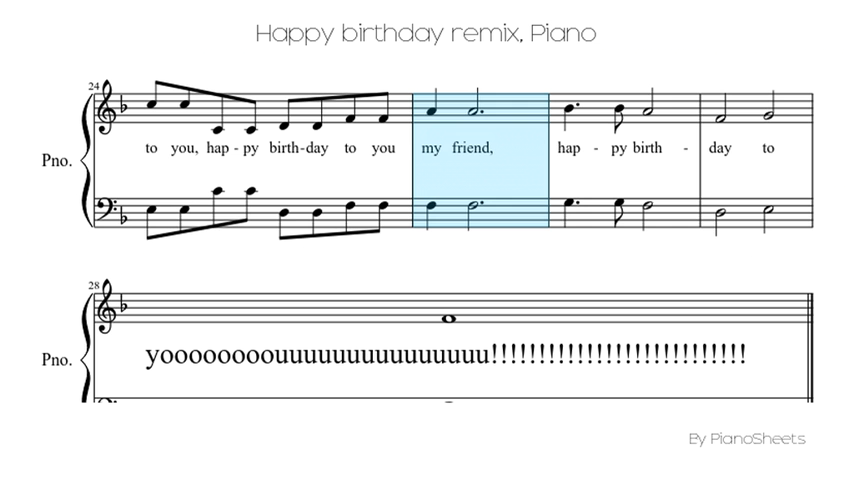 Happy birthday remix, Piano
24
to you, hap - py birth-day to you my friend, hap - py birth - day to
Pno.
28
yoooooooouuuuuuuuuuuuuuuu!!!!!!!!!!!!!!!!!!!!!!!!!!!
Pno.
By PianoSheets